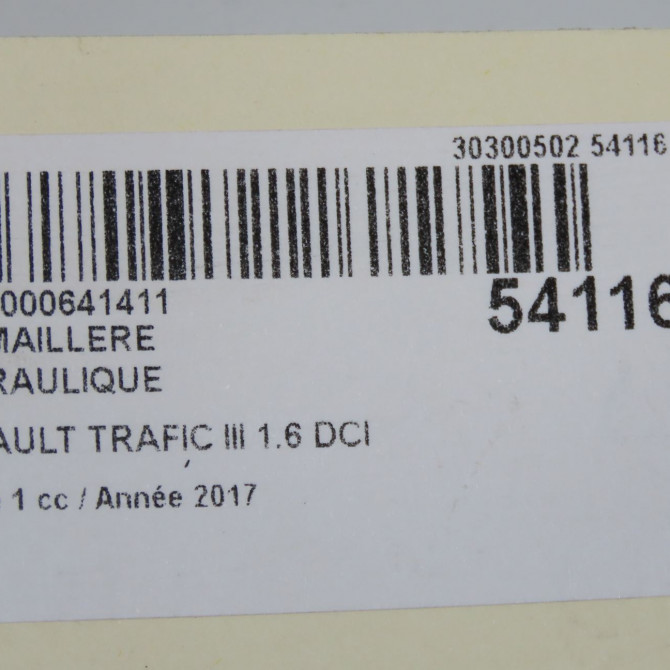 30300502 54116
000641411
54116
MAILLERE
RAULIQUE
AULT TRAFIC III 1.6 DCI
1 cc / Année 2017